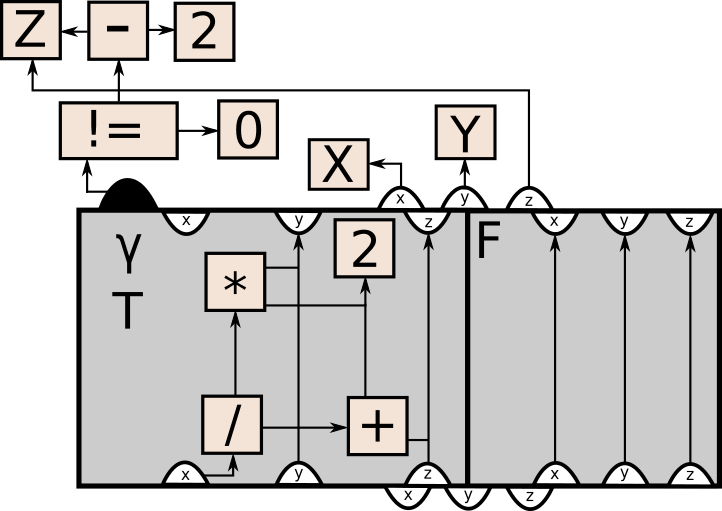 Z - 2
!= 0
X Y
x y z
x y z x y z
γ 2 F
* T
/ +
x y z x y z
x y z